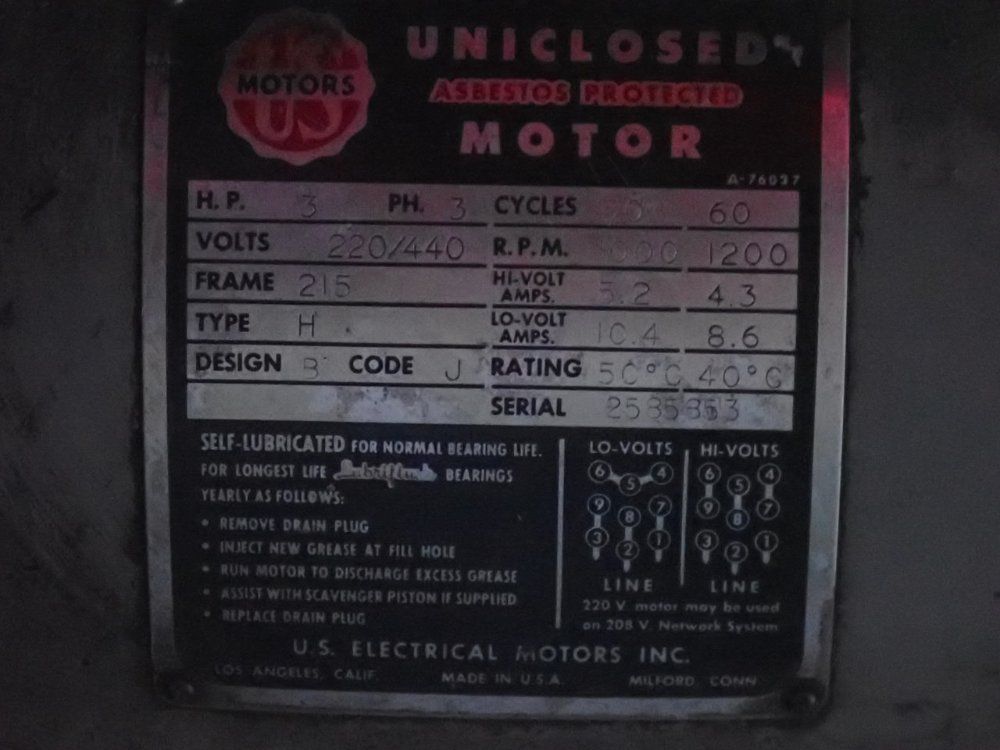 US MOTORS
UNICLOSED
ASBESTOS PROTECTED
MOTOR
A-76037
H. P. 3 PH. 3 CYCLES 60
VOLTS 220/440 R.P.M. 1200
FRAME 215 HI-VOLT AMPS. 5.2 4.3
TYPE H LO-VOLT AMPS. 10.4 8.6
DESIGN B CODE J RATING 50°C 40°C
SERIAL
SELF-LUBRICATED FOR NORMAL BEARING LIFE.
FOR LONGEST LIFE Lubriflush BEARINGS
YEARLY AS FOLLOWS:
• REMOVE DRAIN PLUG
• INJECT NEW GREASE AT FILL HOLE
• RUN MOTOR TO DISCHARGE EXCESS GREASE
• ASSIST WITH SCAVENGER PISTON IF SUPPLIED
• REPLACE DRAIN PLUG
LO-VOLTS HI-VOLTS
6 5 4 6 5 4
9 8 7 9 8 7
3 2 1 3 2 1
LINE LINE
220 V. motor may be used
on 208 V. Network System
U.S. ELECTRICAL MOTORS INC.
LOS ANGELES, CALIF. MADE IN U.S.A. MILFORD, CONN.